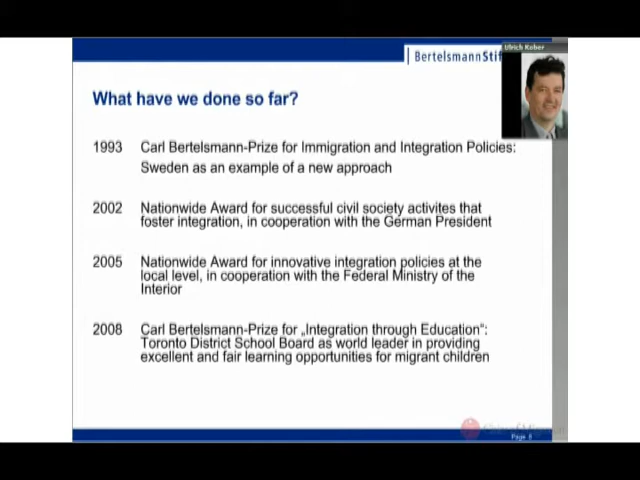 Ulrich Kober
BertelsmannStif
What have we done so far?
1993 Carl Bertelsmann-Prize for Immigration and Integration Policies:
Sweden as an example of a new approach
2002 Nationwide Award for successful civil society activites that
foster integration, in cooperation with the German President
2005 Nationwide Award for innovative integration policies at the
local level, in cooperation with the Federal Ministry of the
Interior
2008 Carl Bertelsmann-Prize for „Integration through Education“:
Toronto District School Board as world leader in providing
excellent and fair learning opportunities for migrant children
Page